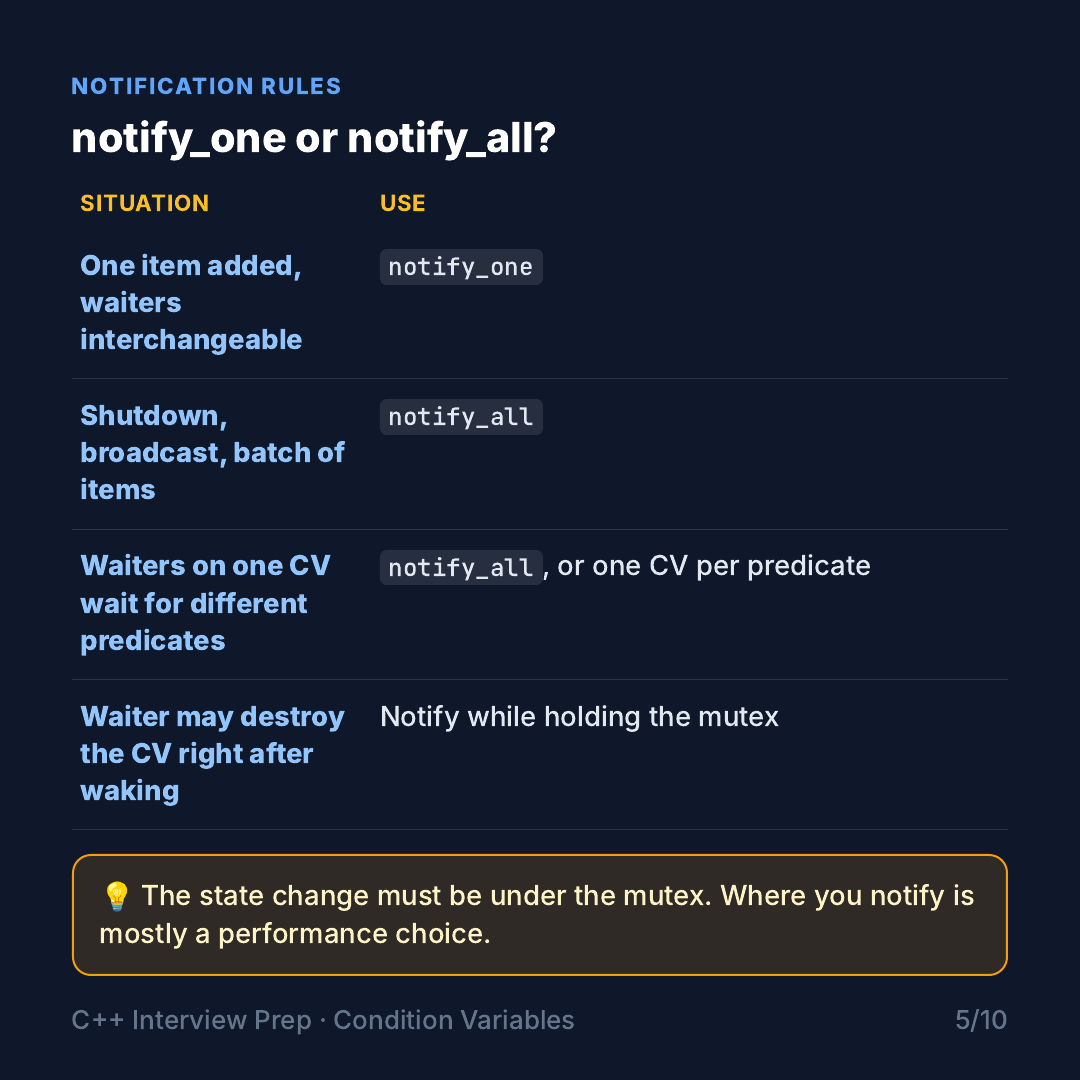 NOTIFICATION RULES
notify_one or notify_all?
SITUATION USE
One item added, notify_one
waiters
interchangeable
Shutdown, notify_all
broadcast, batch of
items
Waiters on one CV notify_all, or one CV per predicate
wait for different
predicates
Waiter may destroy Notify while holding the mutex
the CV right after
waking
💡 The state change must be under the mutex. Where you notify is
mostly a performance choice.
C++ Interview Prep · Condition Variables 5/10